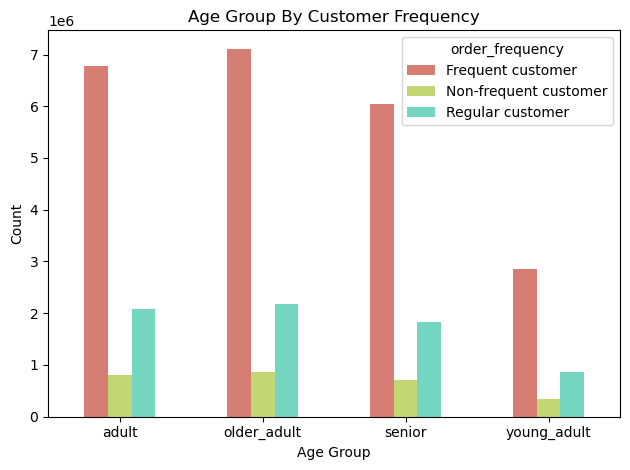 Age Group By Customer Frequency
1e6
order_frequency
Frequent customer
Non-frequent customer
Regular customer
7
6
5
4
3
2
1
0
Count
adult
older_adult
senior
young_adult
Age Group